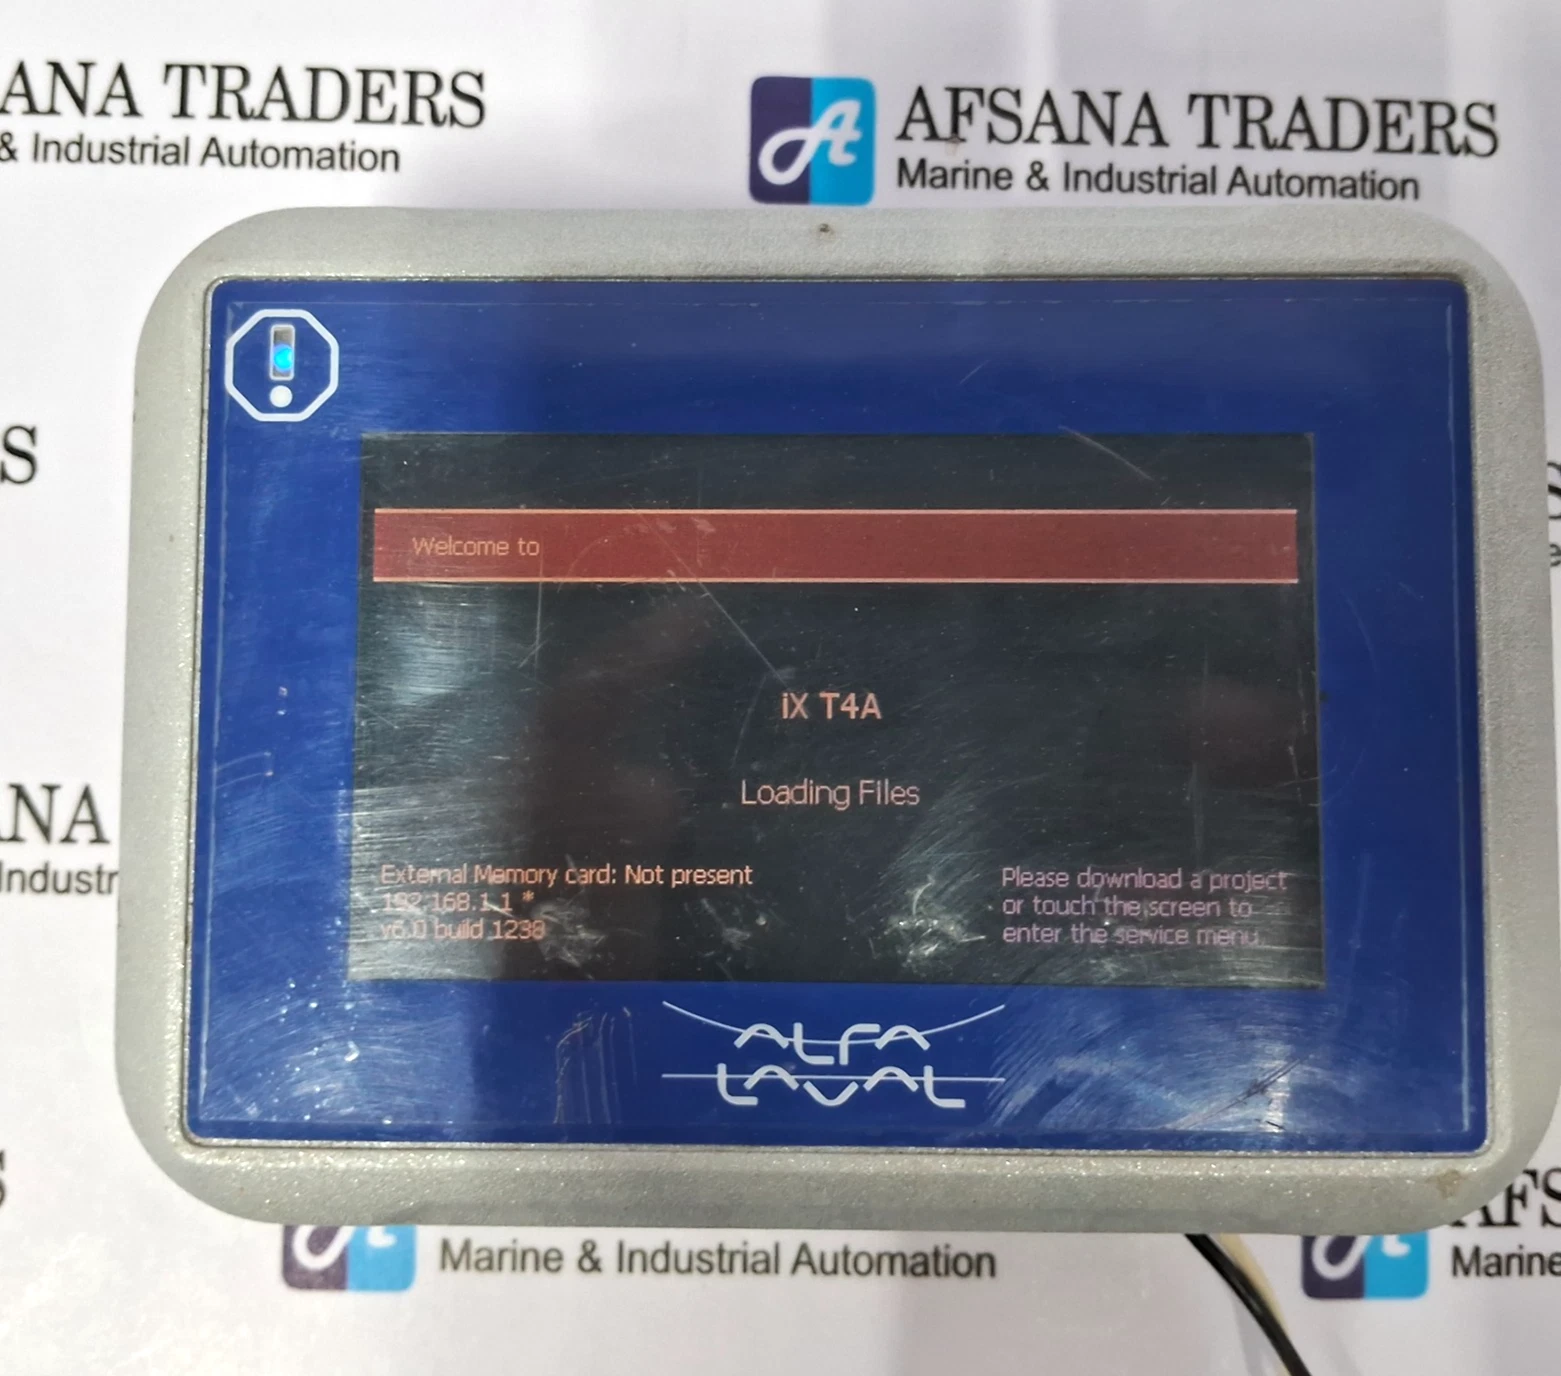 ANA TRADERS
& Industrial Automation
AFSANA TRADERS
Marine & Industrial Automation
S
Welcome to
iX T4A
Loading Files
External Memory card: Not present
192.168.1.1 *
v6.0 build 1238
Please download a project
or touch the screen to
enter the service menu.
ALFA
LAVAL
ANA
Industr
S
Marine & Industrial Automation
AFS
Marine